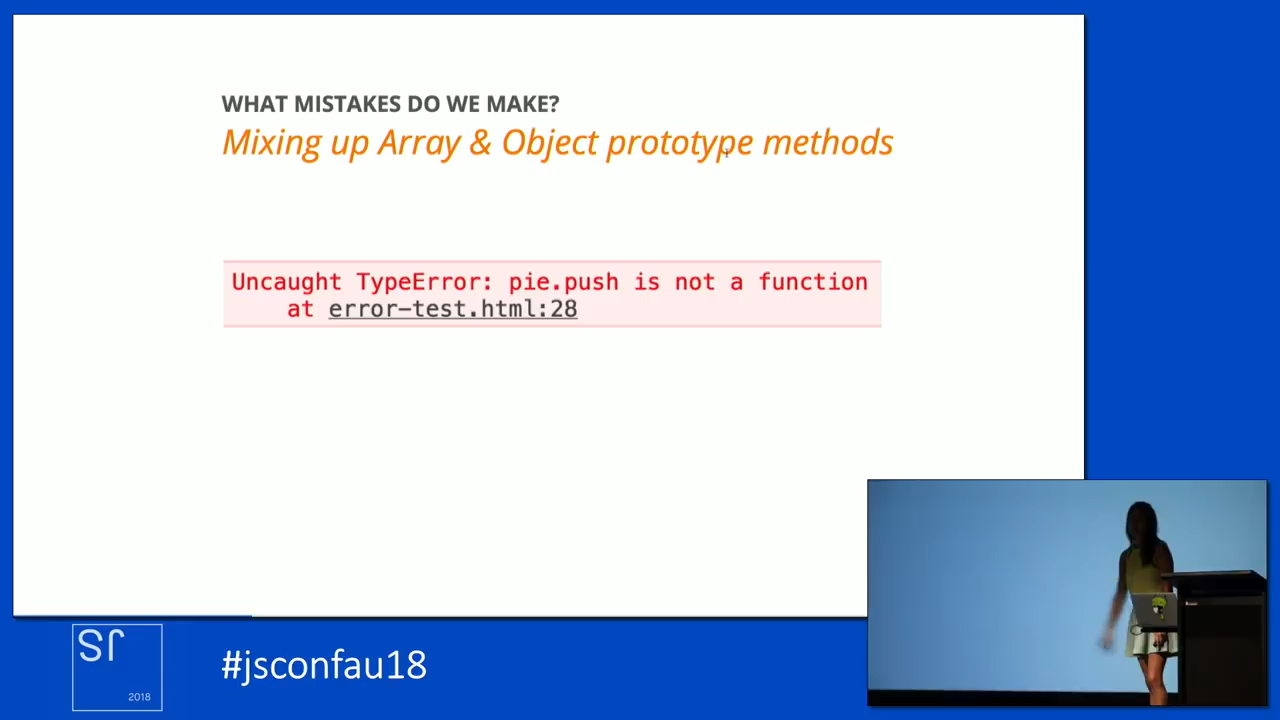 WHAT MISTAKES DO WE MAKE?
Mixing up Array & Object prototype methods
Uncaught TypeError: pie.push is not a function
at error-test.html:28
#jsconfau18
2018